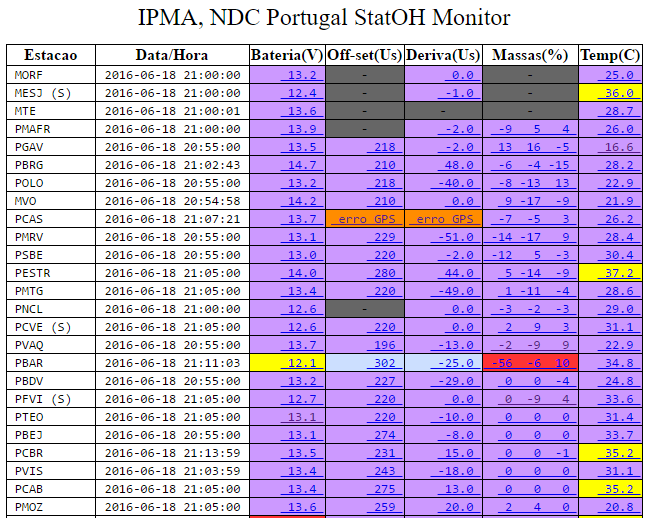 IPMA, NDC Portugal StatOH Monitor
Estacao Data/Hora Bateria(V) Off-set(Us) Deriva(Us) Massas(%) Temp(C)
MORF 2016-06-18 21:00:00 13.2 - 0.0 - 25.0
MESJ (S) 2016-06-18 21:00:00 12.4 - -1.0 - 36.0
MTE 2016-06-18 21:00:01 13.6 - - - 28.7
PMAFR 2016-06-18 21:00:00 13.9 - -2.0 -9 5 4 26.0
PGAV 2016-06-18 20:55:00 13.5 218 -2.0 13 16 -5 16.6
PBRG 2016-06-18 21:02:43 14.7 210 48.0 -6 -4 -15 28.2
POLO 2016-06-18 20:55:00 13.2 218 -40.0 -8 -13 13 22.9
MVO 2016-06-18 20:54:58 14.2 210 0.0 9 -17 -9 21.9
PCAS 2016-06-18 21:07:21 13.7 erro GPS erro GPS -7 -5 3 26.2
PMRV 2016-06-18 20:55:00 13.1 229 -51.0 -14 -17 9 28.4
PSBE 2016-06-18 20:55:00 13.0 220 -2.0 -12 5 -3 30.4
PESTR 2016-06-18 21:05:00 14.0 280 44.0 5 -14 -9 37.2
PMTG 2016-06-18 21:05:00 13.4 220 -49.0 1 -11 -4 28.6
PNCL 2016-06-18 21:00:00 12.6 - 0.0 -3 -2 -3 29.0
PCVE (S) 2016-06-18 21:05:00 12.6 220 0.0 2 9 3 31.1
PVAQ 2016-06-18 20:55:00 13.7 196 -13.0 -2 -9 9 22.9
PBAR 2016-06-18 21:11:03 12.1 302 -25.0 -56 -6 10 34.8
PBDV 2016-06-18 20:55:00 13.2 227 -29.0 0 0 -4 24.8
PFVI (S) 2016-06-18 21:05:00 12.7 220 0.0 0 -9 4 33.6
PTEO 2016-06-18 21:05:00 13.1 220 -10.0 0 0 0 31.4
PBEJ 2016-06-18 20:55:00 13.1 274 -8.0 0 0 0 33.7
PCBR 2016-06-18 21:13:59 13.5 231 15.0 0 0 -1 35.2
PVIS 2016-06-18 21:03:59 13.4 243 -18.0 0 0 0 31.1
PCAB 2016-06-18 21:05:00 13.4 275 13.0 0 0 0 35.2
PMOZ 2016-06-18 21:05:00 13.6 259 20.0 2 4 0 20.8